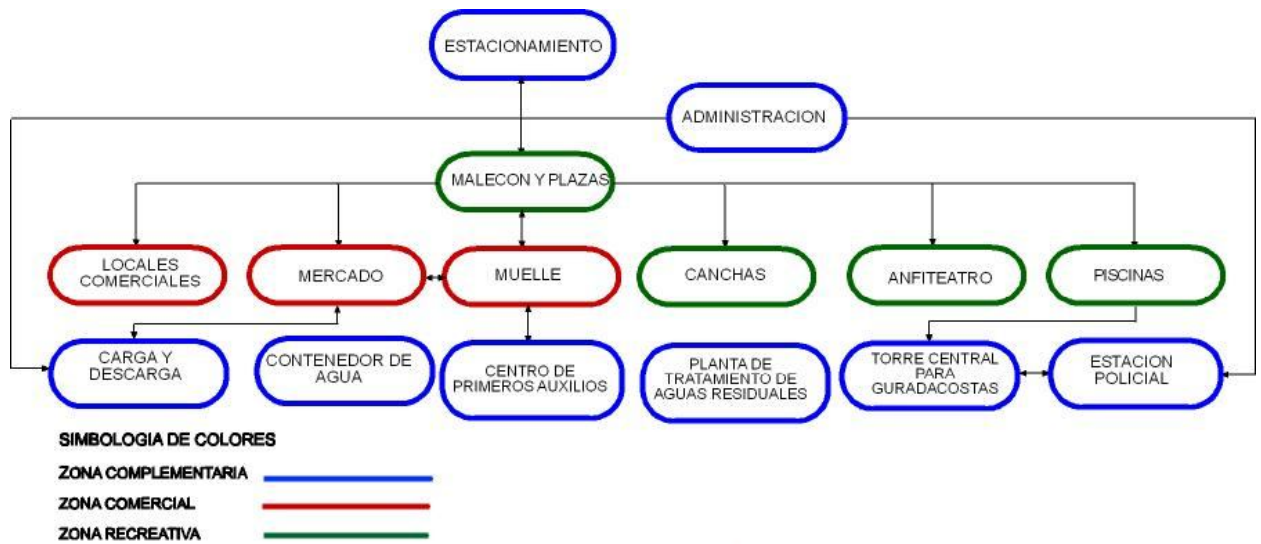 ESTACIONAMIENTO
ADMINISTRACION
MALECON Y PLAZAS
LOCALES
COMERCIALES
MERCADO
MUELLE
CANCHAS
ANFITEATRO
PISCINAS
CARGA Y
DESCARGA
CONTENEDOR DE
AGUA
CENTRO DE
PRIMEROS AUXILIOS
PLANTA DE
TRATAMIENTO DE
AGUAS RESIDUALES
TORRE CENTRAL
PARA
GURADACOSTAS
ESTACION
POLICIAL
SIMBOLOGIA DE COLORES
ZONA COMPLEMENTARIA
ZONA COMERCIAL
ZONA RECREATIVA